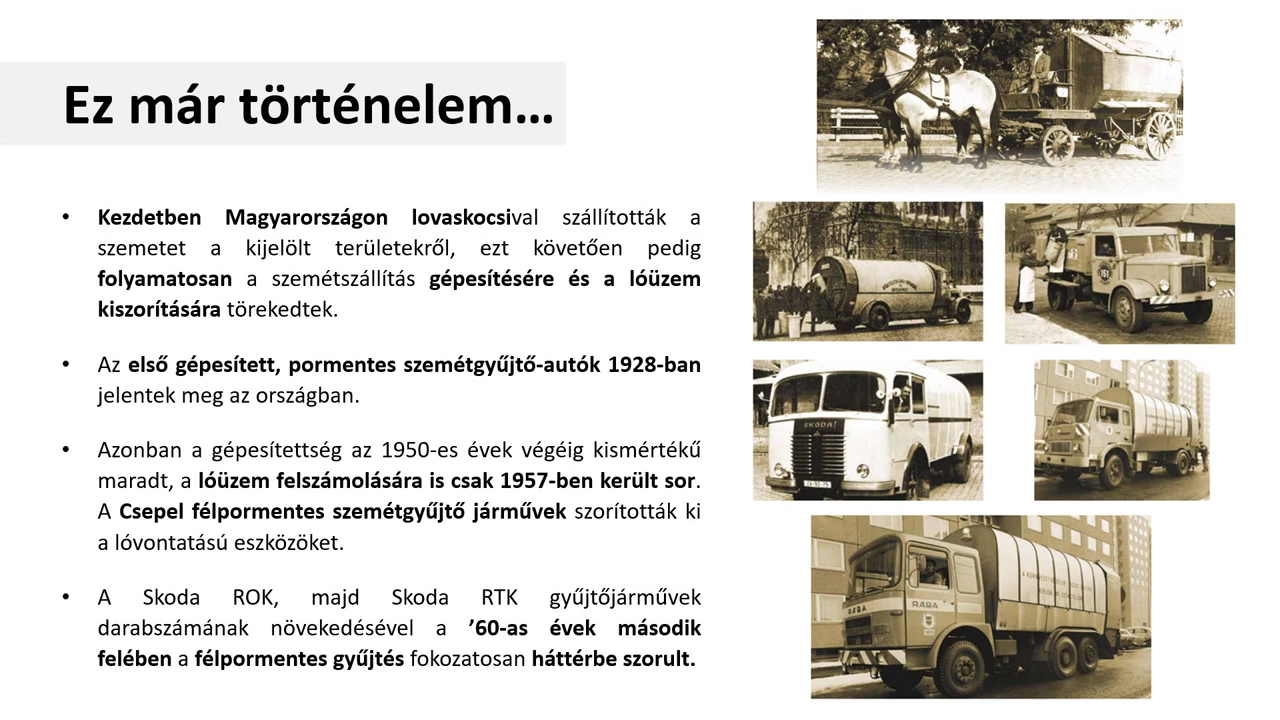 Ez már történelem...
• Kezdetben Magyarországon lovaskocsival szállították a
szemetet a kijelölt területekről, ezt követően pedig
folyamatosan a szemétszállítás gépesítésére és a lóüzem
kiszorítására törekedtek.
• Az első gépesített, pormentes szemétgyűjtő-autók 1928-ban
jelentek meg az országban.
• Azonban a gépesítettség az 1950-es évek végéig kismértékű
maradt, a lóüzem felszámolására is csak 1957-ben került sor.
A Csepel félpormentes szemétgyűjtő járművek szorították ki
a lóvontatású eszközöket.
• A Skoda ROK, majd Skoda RTK gyűjtőjárművek
darabszámának növekedésével a ’60-as évek második
felében a félpormentes gyűjtés fokozatosan háttérbe szorult.
151
SKODA
RÁBA